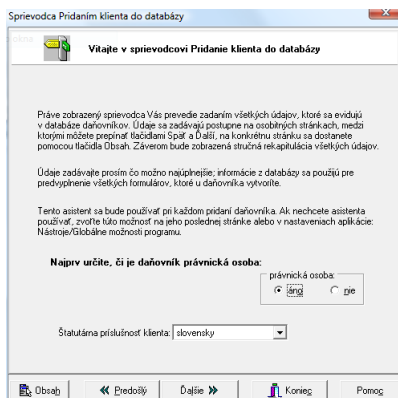 Sprievodca Pridaním klienta do databázy
Vitajte v sprievodcovi Pridanie klienta do databázy
Práve zobrazený sprievodca Vás prevedie zadaním všetkých údajov, ktoré sa evidujú
v databáze daňovníkov. Údaje sa zadávajú postupne na osobitných stránkach, medzi
ktorými môžete prepínať tlačidlami Späť a Ďalší, na konkrétnu stránku sa dostanete
pomocou tlačidla Obsah. Záverom bude zobrazená stručná rekapitulácia všetkých údajov.
Údaje zadávajte prosím čo možno najúplnejšie; informácie z databázy sa použijú pre
predvyplnenie všetkých formulárov, ktoré u daňovníka vytvoríte.
Tento asistent sa bude používať pri každom pridaní daňovníka. Ak nechcete asistenta
používať, zvoľte túto možnosť na jeho poslednej stránke alebo v nastaveniach aplikácie:
Nástroje/Globálne možnosti programu.
Najprv určite, či je daňovník právnická osoba:
právnická osoba:
áno nie
Štatutárna príslušnosť klienta: slovensky
Obsah Predošlý Ďalšie Koniec Pomoc